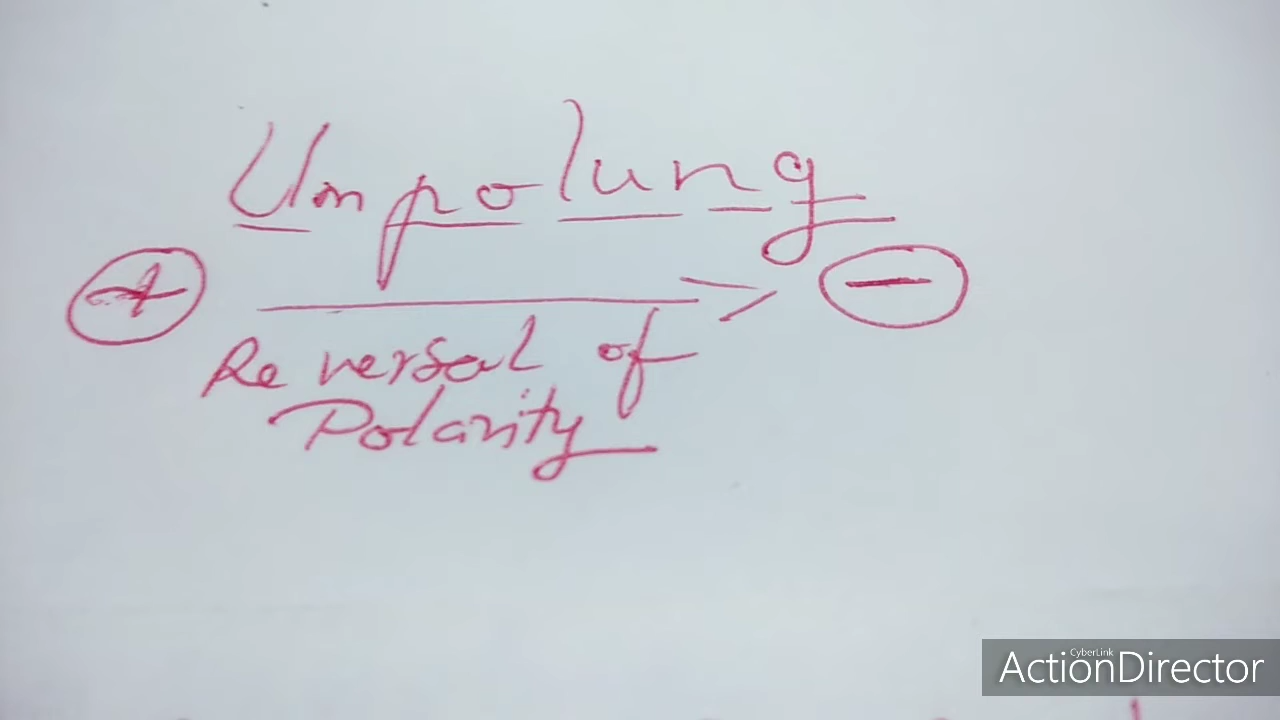 Umpolung
+ -
Reversal of
Polarity
CyberLink
ActionDirector